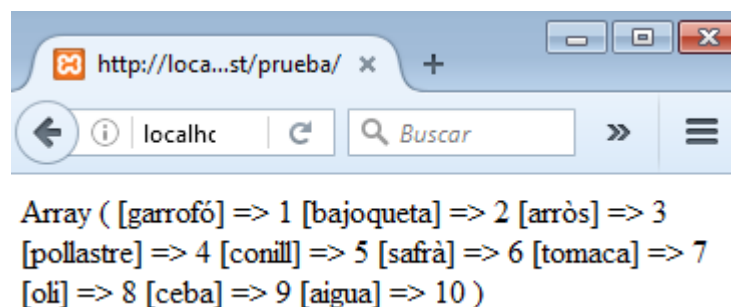 http://loca...st/prueba/
localhc
Buscar
Array ( [garrofó] => 1 [bajoqueta] => 2 [arròs] => 3
[pollastre] => 4 [conill] => 5 [safrà] => 6 [tomaca] => 7
[oli] => 8 [ceba] => 9 [aigua] => 10 )